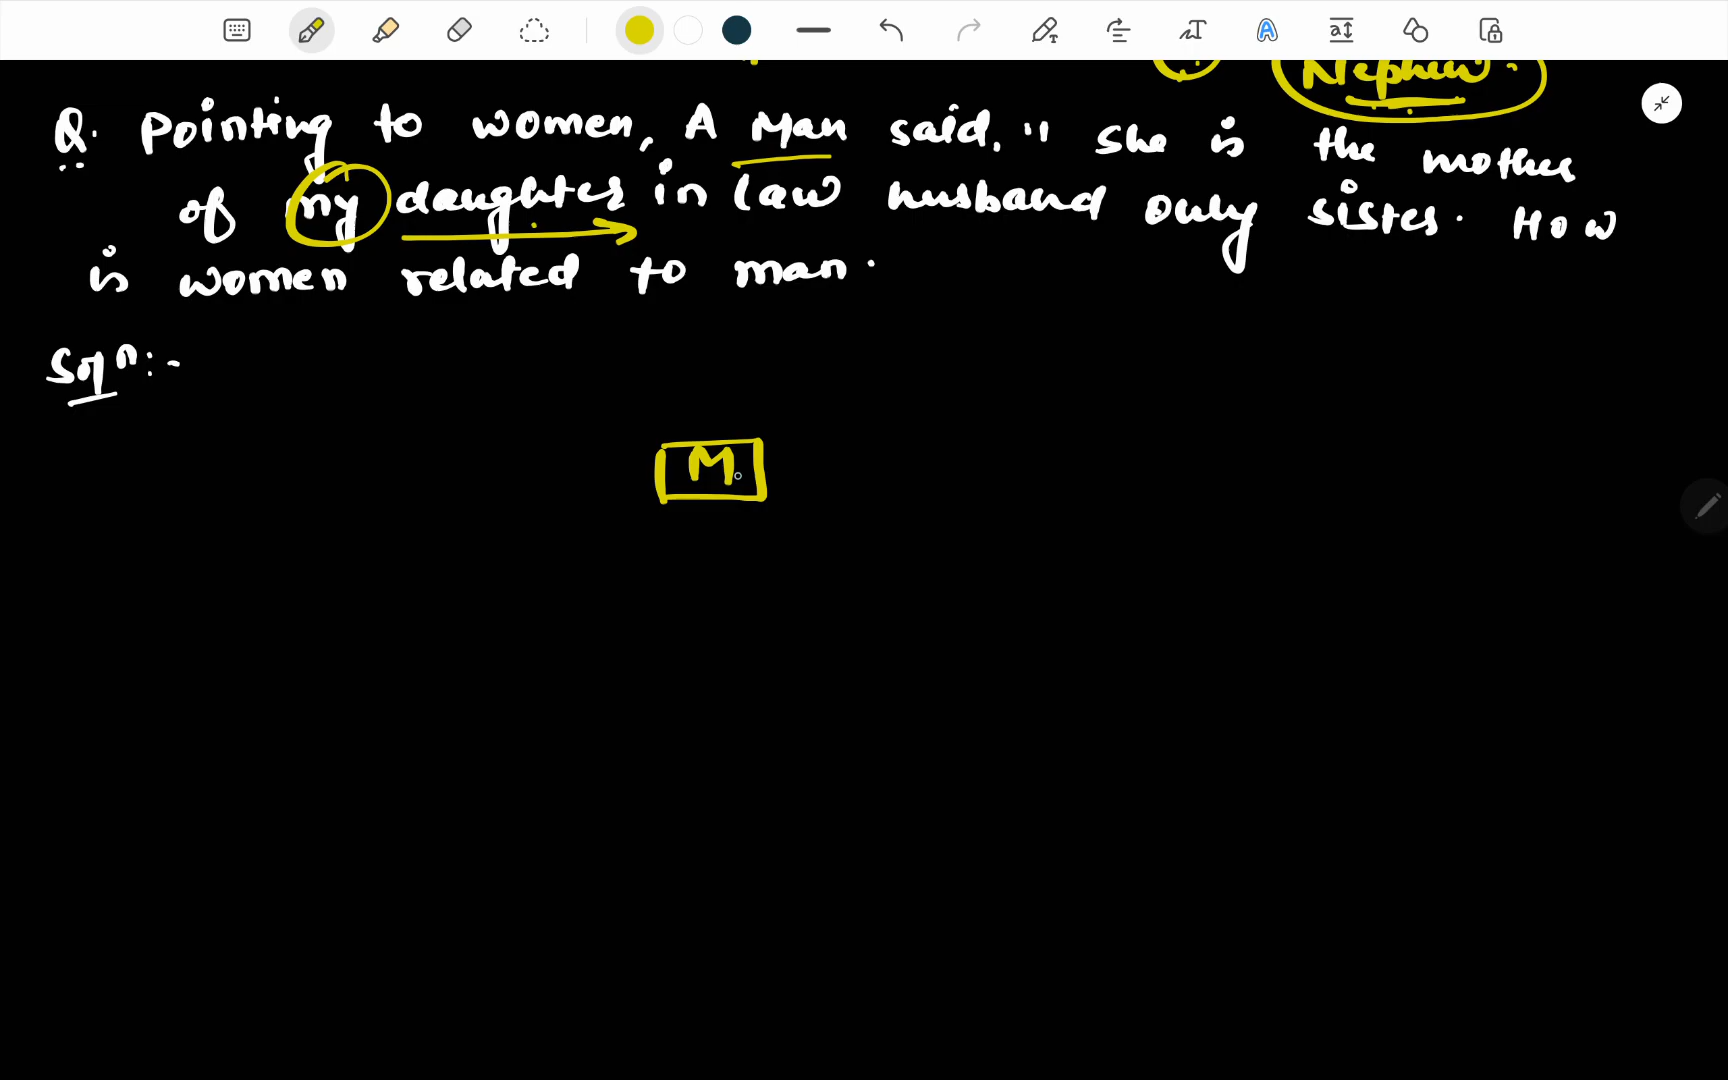 Nephew.
Q. Pointing to women, A Man said, " She is the mother
of my daughter in law husband only sister. How
is women related to man.
Solⁿ:-
M